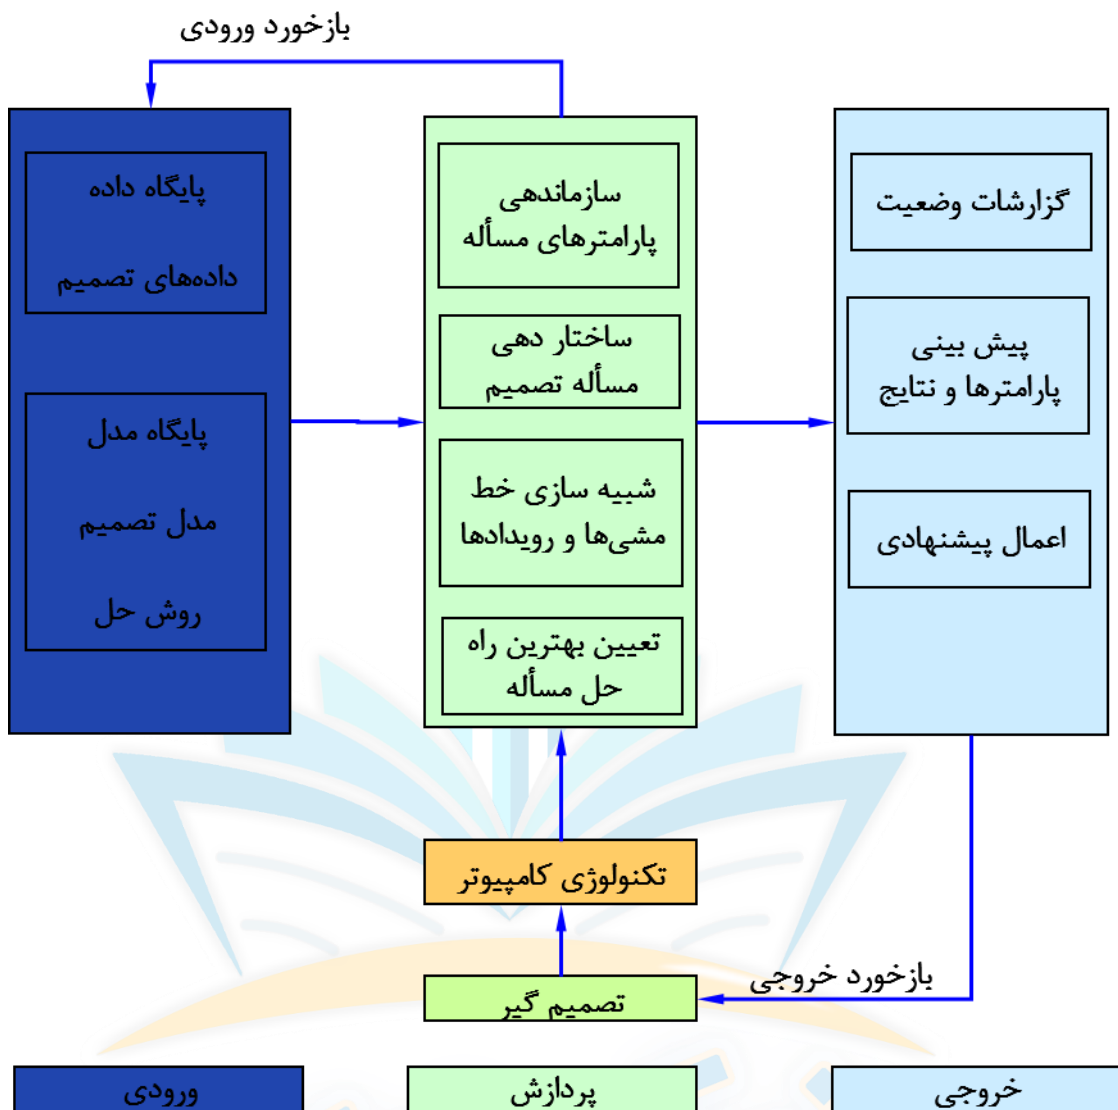 بازخورد ورودی
پایگاه داده
داده‌های تصمیم
پایگاه مدل
مدل تصمیم
روش حل
سازماندهی
پارامترهای مسأله
ساختار دهی
مسأله تصمیم
شبیه سازی خط
مشی‌ها و رویدادها
تعیین بهترین راه
حل مسأله
گزارشات وضعیت
پیش بینی
پارامترها و نتایج
اعمال پیشنهادی
تکنولوژی کامپیوتر
بازخورد خروجی
تصمیم گیر
ورودی
پردازش
خروجی